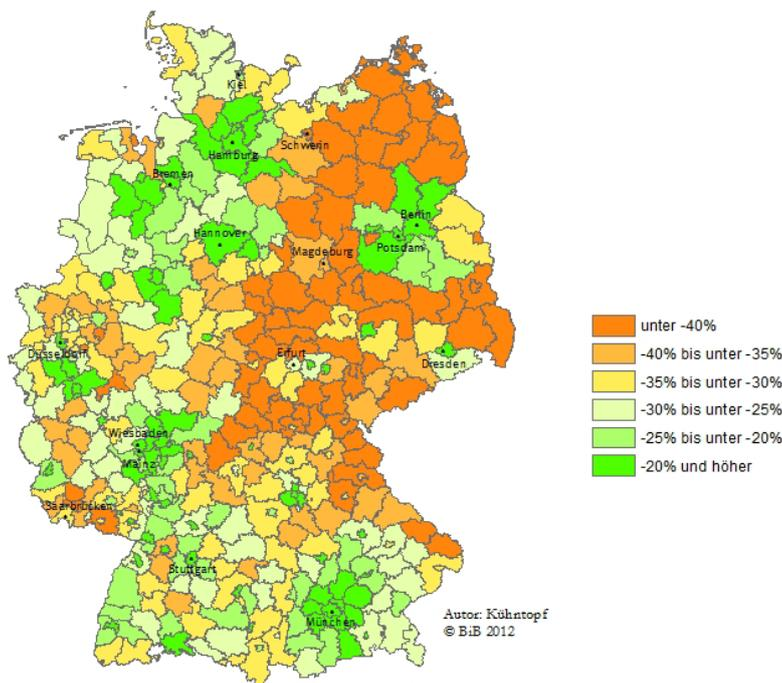 Kiel
Schwerin
Hamburg
Bremen
Berlin
Hannover
Potsdam
Magdeburg
Düsseldorf
Erfurt
Dresden
Wiesbaden
Mainz
Saarbrücken
Stuttgart
München
unter -40%
-40% bis unter -35%
-35% bis unter -30%
-30% bis unter -25%
-25% bis unter -20%
-20% und höher
Autor: Kühntopf
© BiB 2012